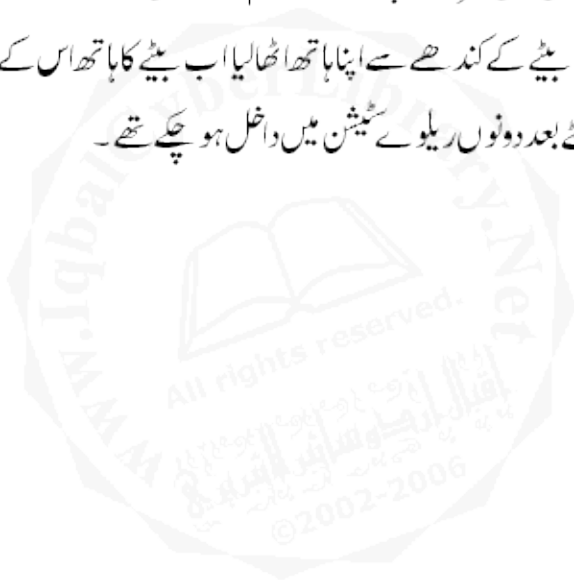 بیٹے کے کندھے سے اپنا ہاتھ اٹھا لیا اب بیٹے کا ہاتھ اس کے
بعد دونوں ریلوے سٹیشن میں داخل ہو چکے تھے۔
www.IqbalCyberLibrary.Net
All rights reserved.
©2002-2006